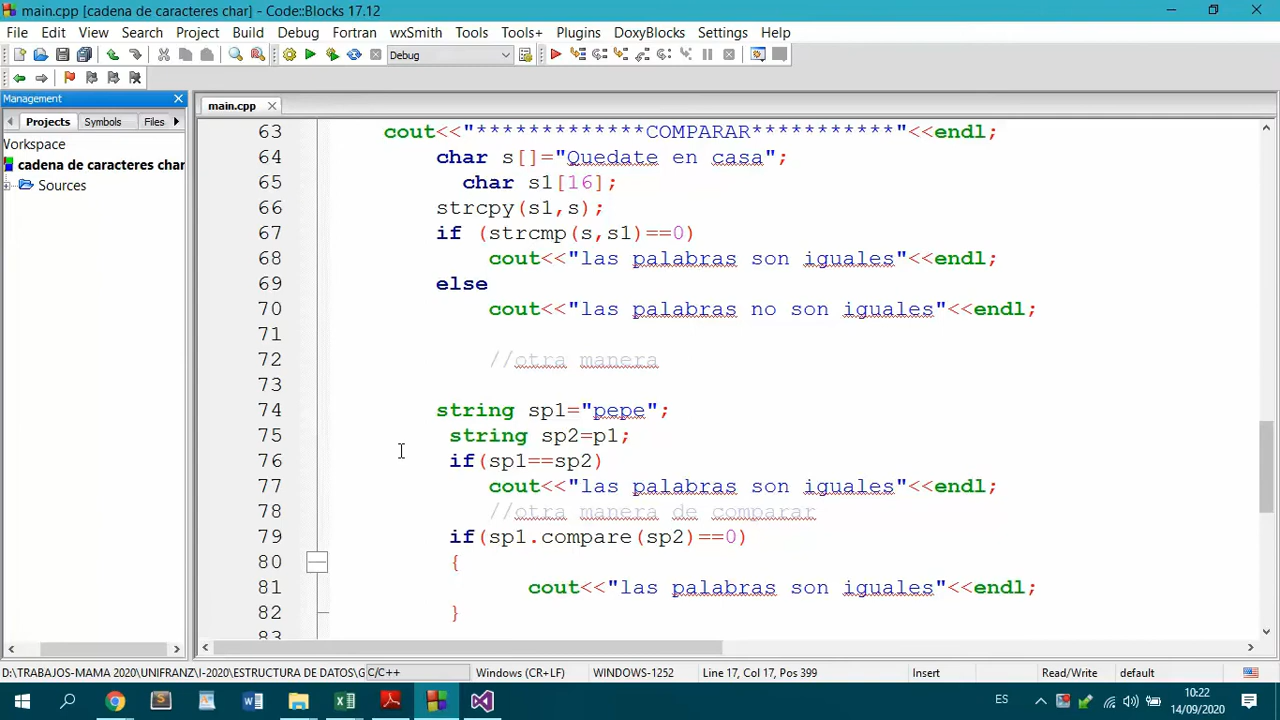 main.cpp [cadena de caracteres char] - Code::Blocks 17.12
File Edit View Search Project Build Debug Fortran wxSmith Tools Tools+ Plugins DoxyBlocks Settings Help
Debug
Management
main.cpp
Projects Symbols Files
Workspace
cadena de caracteres char
Sources
63 cout<<"*************COMPARAR***********"<<endl;
64 char s[]="Quedate en casa";
65 char s1[16];
66 strcpy(s1,s);
67 if (strcmp(s,s1)==0)
68 cout<<"las palabras son iguales"<<endl;
69 else
70 cout<<"las palabras no son iguales"<<endl;
71
72 //otra manera
73
74 string sp1="pepe";
75 string sp2=p1;
76 if(sp1==sp2)
77 cout<<"las palabras son iguales"<<endl;
78 //otra manera de comparar
79 if(sp1.compare(sp2)==0)
80 {
81 cout<<"las palabras son iguales"<<endl;
82 }
83
D:\TRABAJOS-MAMA 2020\UNIFRANZ\I-2020\ESTRUCTURA DE DATOS\G C/C++ Windows (CR+LF) WINDOWS-1252 Line 17, Col 17, Pos 399 Insert Read/Write default
ES 10:22
14/09/2020